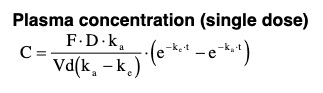 Plasma concentration (single dose)
C = F·D·kₐ / Vd(kₐ − kₑ) · (e^(−kₑ·t) − e^(−kₐ·t))